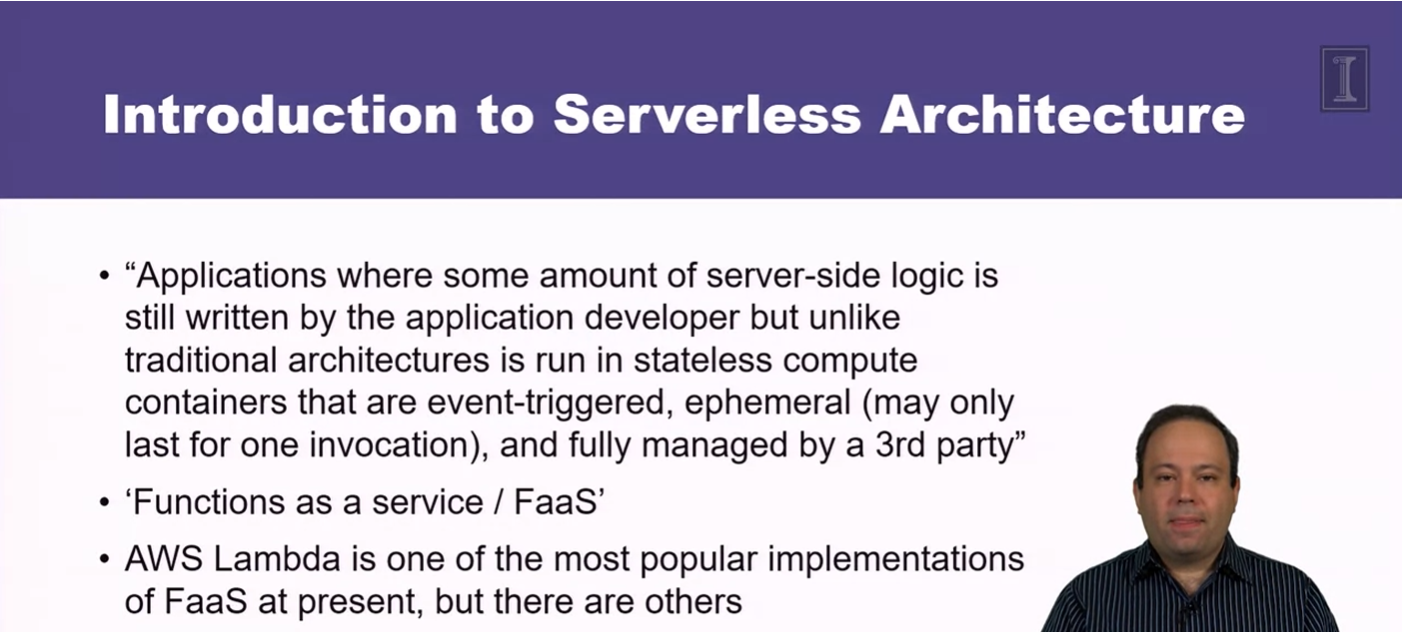 Introduction to Serverless Architecture
• “Applications where some amount of server-side logic is
still written by the application developer but unlike
traditional architectures is run in stateless compute
containers that are event-triggered, ephemeral (may only
last for one invocation), and fully managed by a 3rd party”
• ‘Functions as a service / FaaS’
• AWS Lambda is one of the most popular implementations
of FaaS at present, but there are others